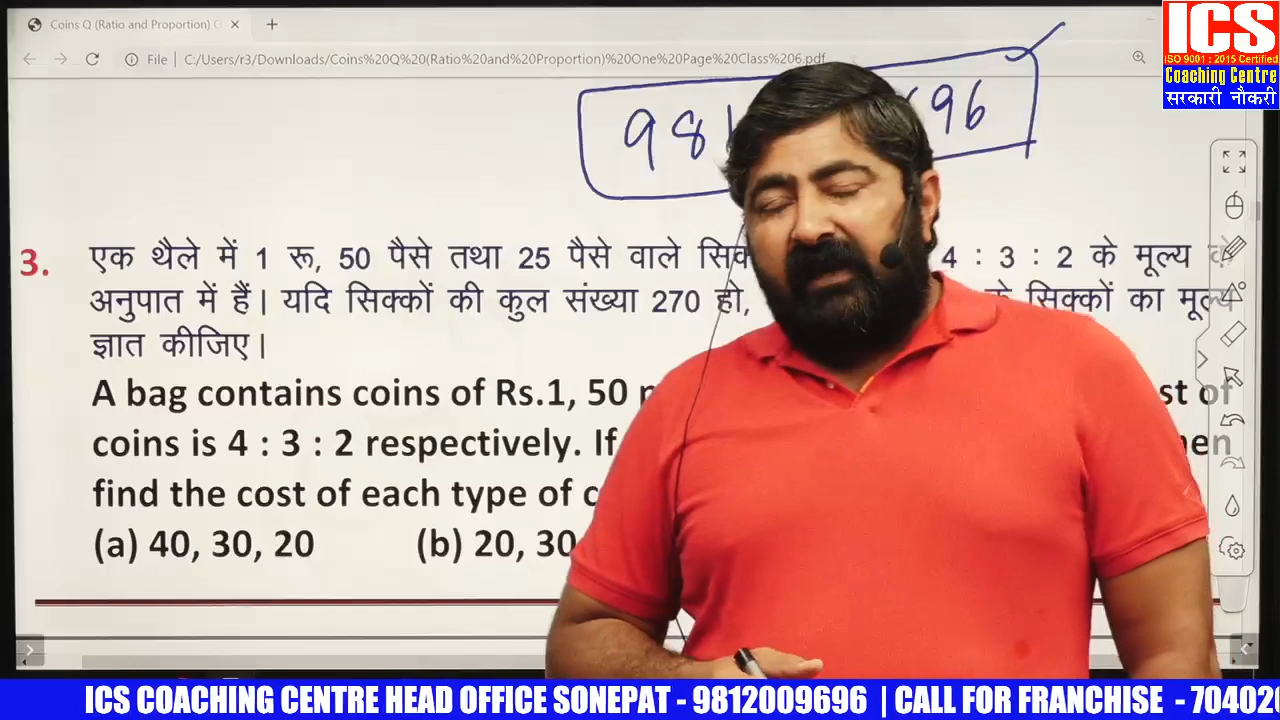 Coins Q (Ratio and Proportion) O
File C:/Users/r3/Downloads/Coins%20Q%20(Ratio%20and%20Proportion)%20One%20Page%20Class%206.pdf
ICS
ISO 9001 : 2015 Certified
Coaching Centre
सरकारी नौकरी
981 96
3. एक थैले में 1 रू, 50 पैसे तथा 25 पैसे वाले 4 : 3 : 2 के मूल्य के
अनुपात में हैं। यदि सिक्कों की कुल संख्या 270 हो, के सिक्कों का मूल्य
ज्ञात कीजिए।
A bag contains coins of Rs.1, 50 of
coins is 4 : 3 : 2 respectively. If
find the cost of each type of
(a) 40, 30, 20 (b) 20, 30
ICS COACHING CENTRE HEAD OFFICE SONEPAT - 9812009696 | CALL FOR FRANCHISE - 70402